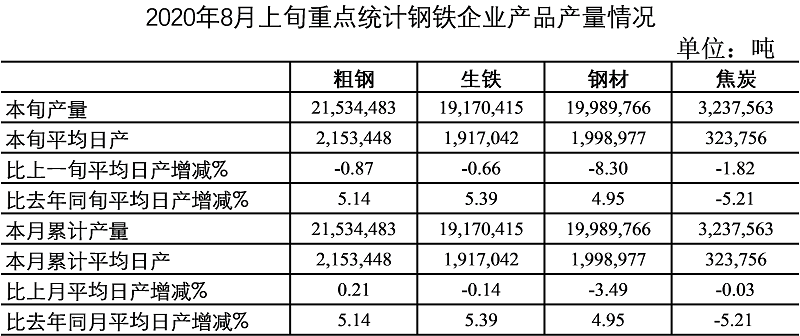 2020年8月上旬重点统计钢铁企业产品产量情况
单位：吨
粗钢 生铁 钢材 焦炭
本旬产量 21,534,483 19,170,415 19,989,766 3,237,563
本旬平均日产 2,153,448 1,917,042 1,998,977 323,756
比上一旬平均日产增减% -0.87 -0.66 -8.30 -1.82
比去年同旬平均日产增减% 5.14 5.39 4.95 -5.21
本月累计产量 21,534,483 19,170,415 19,989,766 3,237,563
本月累计平均日产 2,153,448 1,917,042 1,998,977 323,756
比上月平均日产增减% 0.21 -0.14 -3.49 -0.03
比去年同月平均日产增减% 5.14 5.39 4.95 -5.21